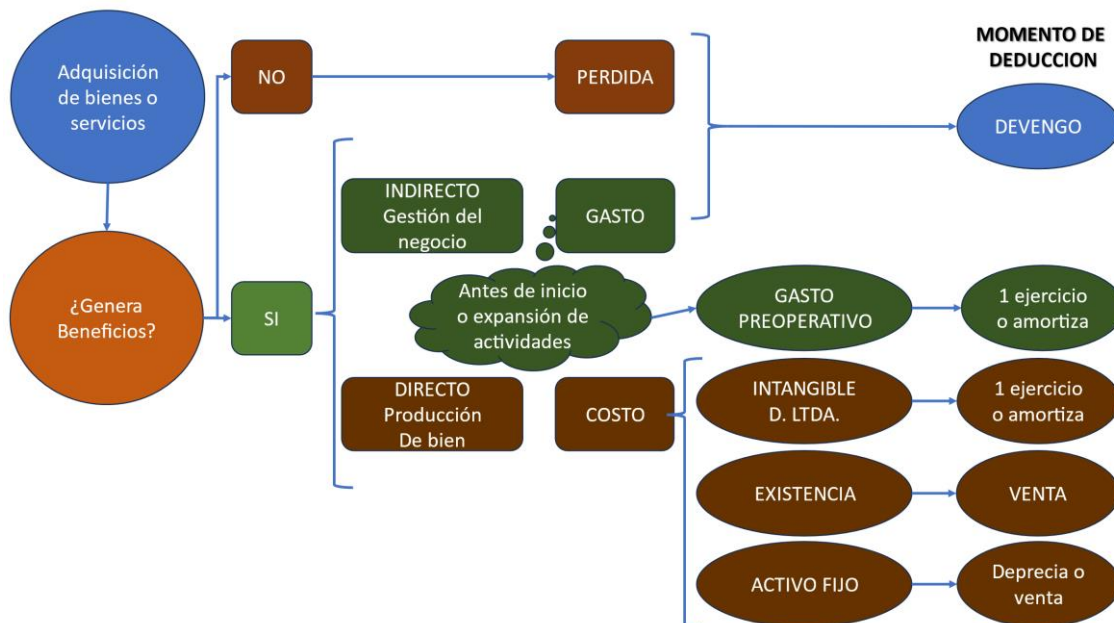 Adquisición
de bienes o
servicios
NO
PERDIDA
MOMENTO DE
DEDUCCION
DEVENGO
INDIRECTO
Gestión del
negocio
GASTO
¿Genera
Beneficios?
SI
Antes de inicio
o expansión de
actividades
GASTO
PREOPERATIVO
1 ejercicio
o amortiza
DIRECTO
Producción
De bien
COSTO
INTANGIBLE
D. LTDA.
1 ejercicio
o amortiza
EXISTENCIA
VENTA
ACTIVO FIJO
Deprecia o
venta